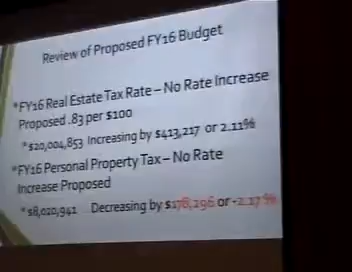 Review of Proposed FY16 Budget
*FY16 Real Estate Tax Rate – No Rate Increase
Proposed .83 per $100
*$20,004,853 Increasing by $413,217 or 2.11%
*FY16 Personal Property Tax – No Rate
Increase Proposed
*$8,020,941 Decreasing by $178,296 or -2.17%